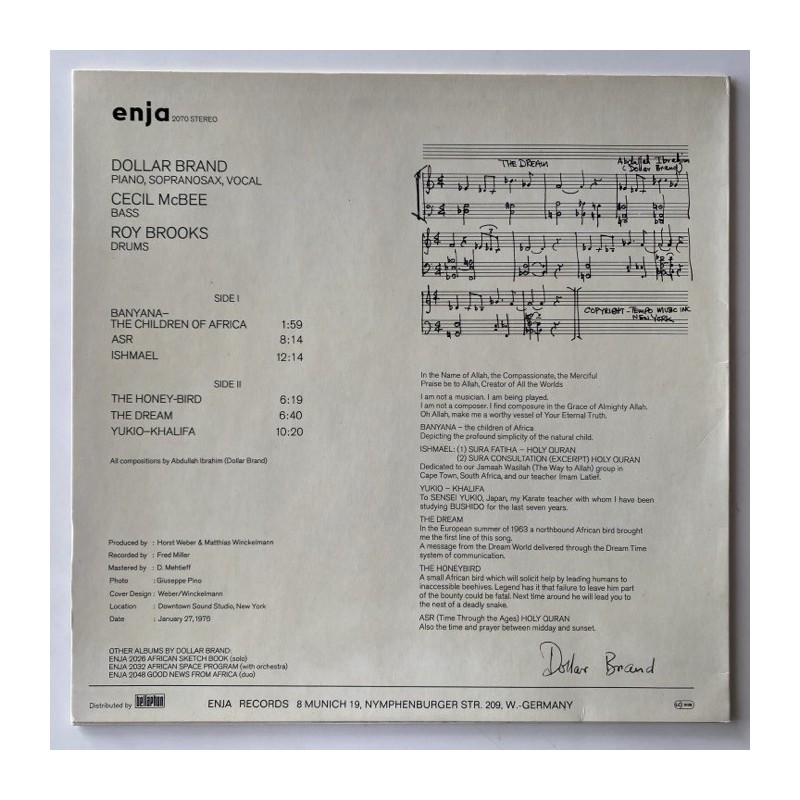 enja 2070 STEREO
DOLLAR BRAND
PIANO, SOPRANOSAX, VOCAL
CECIL McBEE
BASS
ROY BROOKS
DRUMS
SIDE I
BANYANA–
THE CHILDREN OF AFRICA 1:59
ASR 8:14
ISHMAEL 12:14
SIDE II
THE HONEY-BIRD 6:19
THE DREAM 6:40
YUKIO–KHALIFA 10:20
All compositions by Abdullah Ibrahim (Dollar Brand)
Produced by : Horst Weber & Matthias Winckelmann
Recorded by : Fred Miller
Mastered by : D. Mehtieff
Photo : Giuseppe Pino
Cover Design : Weber/Winckelmann
Location : Downtown Sound Studio, New York
Date : January 27, 1976
OTHER ALBUMS BY DOLLAR BRAND:
ENJA 2026 AFRICAN SKETCH BOOK (solo)
ENJA 2032 AFRICAN SPACE PROGRAM (with orchestra)
ENJA 2048 GOOD NEWS FROM AFRICA (duo)
THE DREAM
Abdullah Ibrahim
(Dollar Brand)
COPYRIGHT - TEMPO MUSIC INC
NEW YORK
In the Name of Allah, the Compassionate, the Merciful
Praise be to Allah, Creator of All the Worlds
I am not a musician. I am being played.
I am not a composer. I find composure in the Grace of Almighty Allah.
Oh Allah, make me a worthy vessel of Your Eternal Truth.
BANYANA – the children of Africa
Depicting the profound simplicity of the natural child.
ISHMAEL: (1) SURA FATIHA – HOLY QURAN
(2) SURA CONSULTATION (EXCERPT) HOLY QURAN
Dedicated to our Jamaah Wasilah (The Way to Allah) group in
Cape Town, South Africa, and our teacher Imam Latief.
YUKIO – KHALIFA
To SENSEI YUKIO, Japan, my Karate teacher with whom I have been
studying BUSHIDO for the last seven years.
THE DREAM
In the European summer of 1963 a northbound African bird brought
me the first line of this song.
A message from the Dream World delivered through the Dream Time
system of communication.
THE HONEYBIRD
A small African bird which will solicit help by leading humans to
inaccessible beehives. Legend has it that failure to leave him part
of the bounty could be fatal. Next time around he will lead you to
the nest of a deadly snake.
ASR (Time Through the Ages) HOLY QURAN
Also the time and prayer between midday and sunset.
Dollar Brand
Distributed by bellaphon
ENJA RECORDS 8 MUNICH 19, NYMPHENBURGER STR. 209, W.-GERMANY